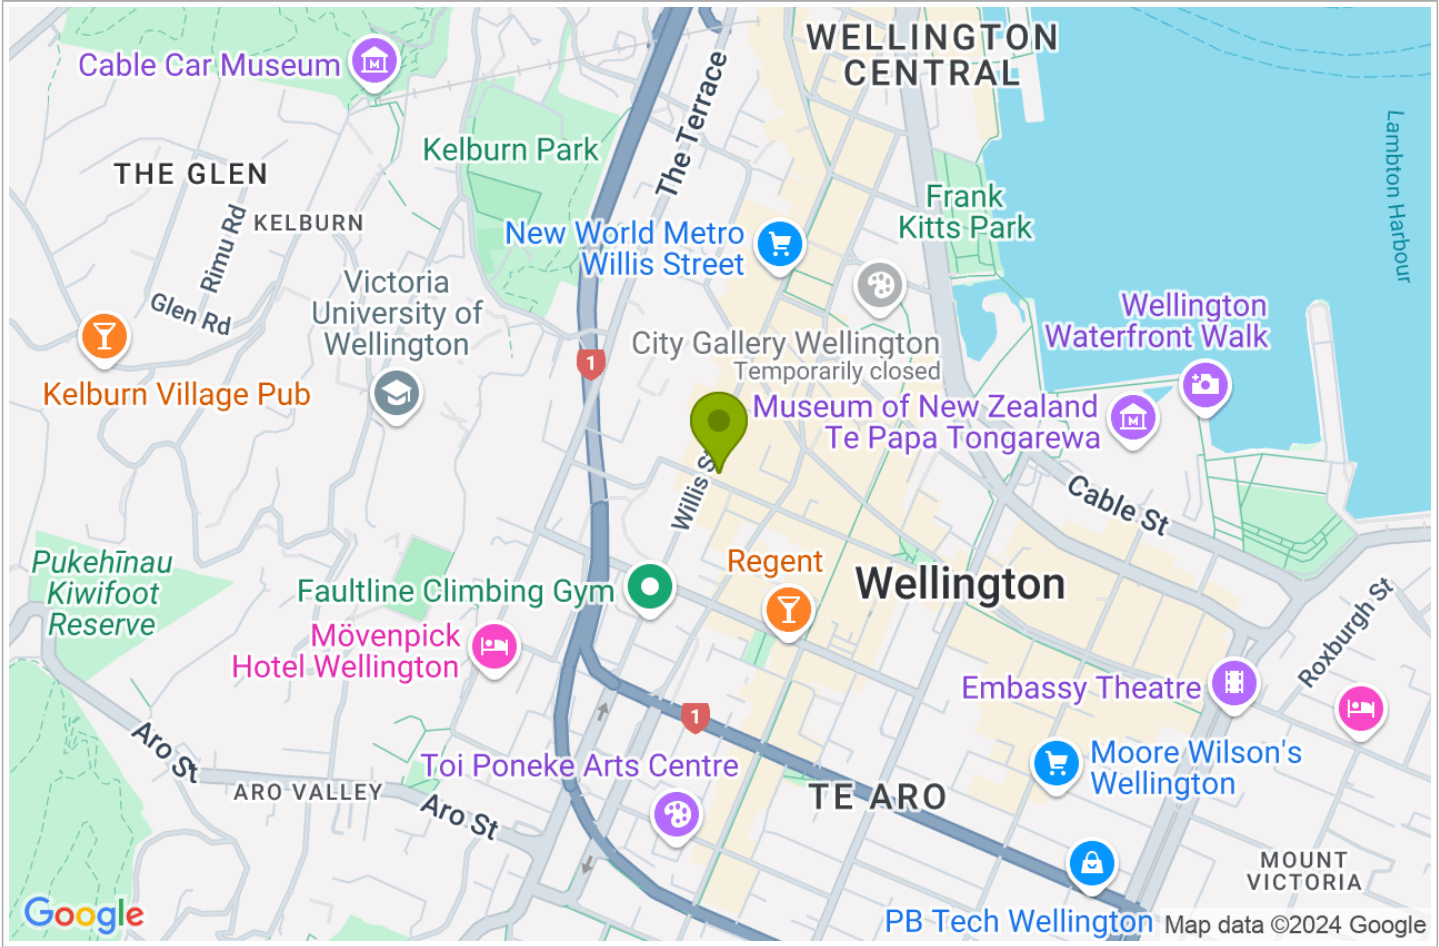 WELLINGTON
CENTRAL
Cable Car Museum
The Terrace
Kelburn Park
Lambton Harbour
THE GLEN
KELBURN
Rimu Rd
Frank
Kitts Park
New World Metro
Willis Street
Victoria
University of
Wellington
Glen Rd
Wellington
Waterfront Walk
1
City Gallery Wellington
Temporarily closed
Kelburn Village Pub
Museum of New Zealand
Te Papa Tongarewa
Willis St
Cable St
Pukehīnau
Kiwifoot
Reserve
Regent
Wellington
Faultline Climbing Gym
Mövenpick
Hotel Wellington
Roxburgh St
Embassy Theatre
1
Aro St
Toi Poneke Arts Centre
Moore Wilson's
Wellington
ARO VALLEY
Aro St
TE ARO
MOUNT
VICTORIA
Google
PB Tech Wellington
Map data ©2024 Google